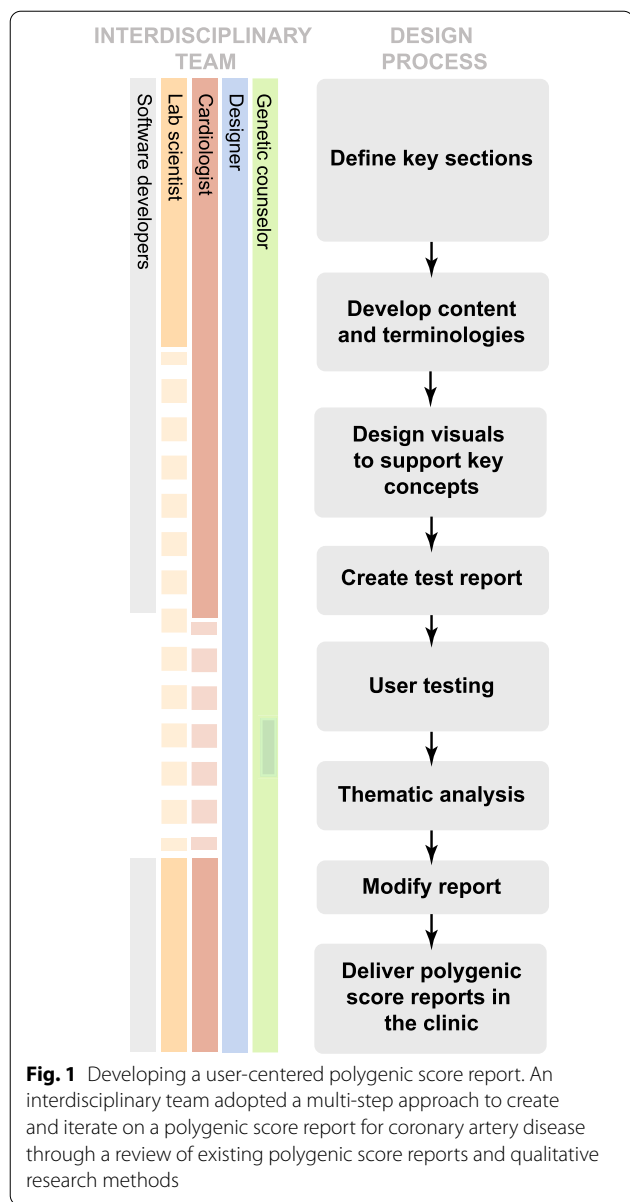 INTERDISCIPLINARY
TEAM
DESIGN
PROCESS
Software developers
Lab scientist
Cardiologist
Designer
Genetic counselor
Define key sections
Develop content
and terminologies
Design visuals
to support key
concepts
Create test report
User testing
Thematic analysis
Modify report
Deliver polygenic
score reports in
the clinic
Fig. 1 Developing a user-centered polygenic score report. An
interdisciplinary team adopted a multi-step approach to create
and iterate on a polygenic score report for coronary artery disease
through a review of existing polygenic score reports and qualitative
research methods